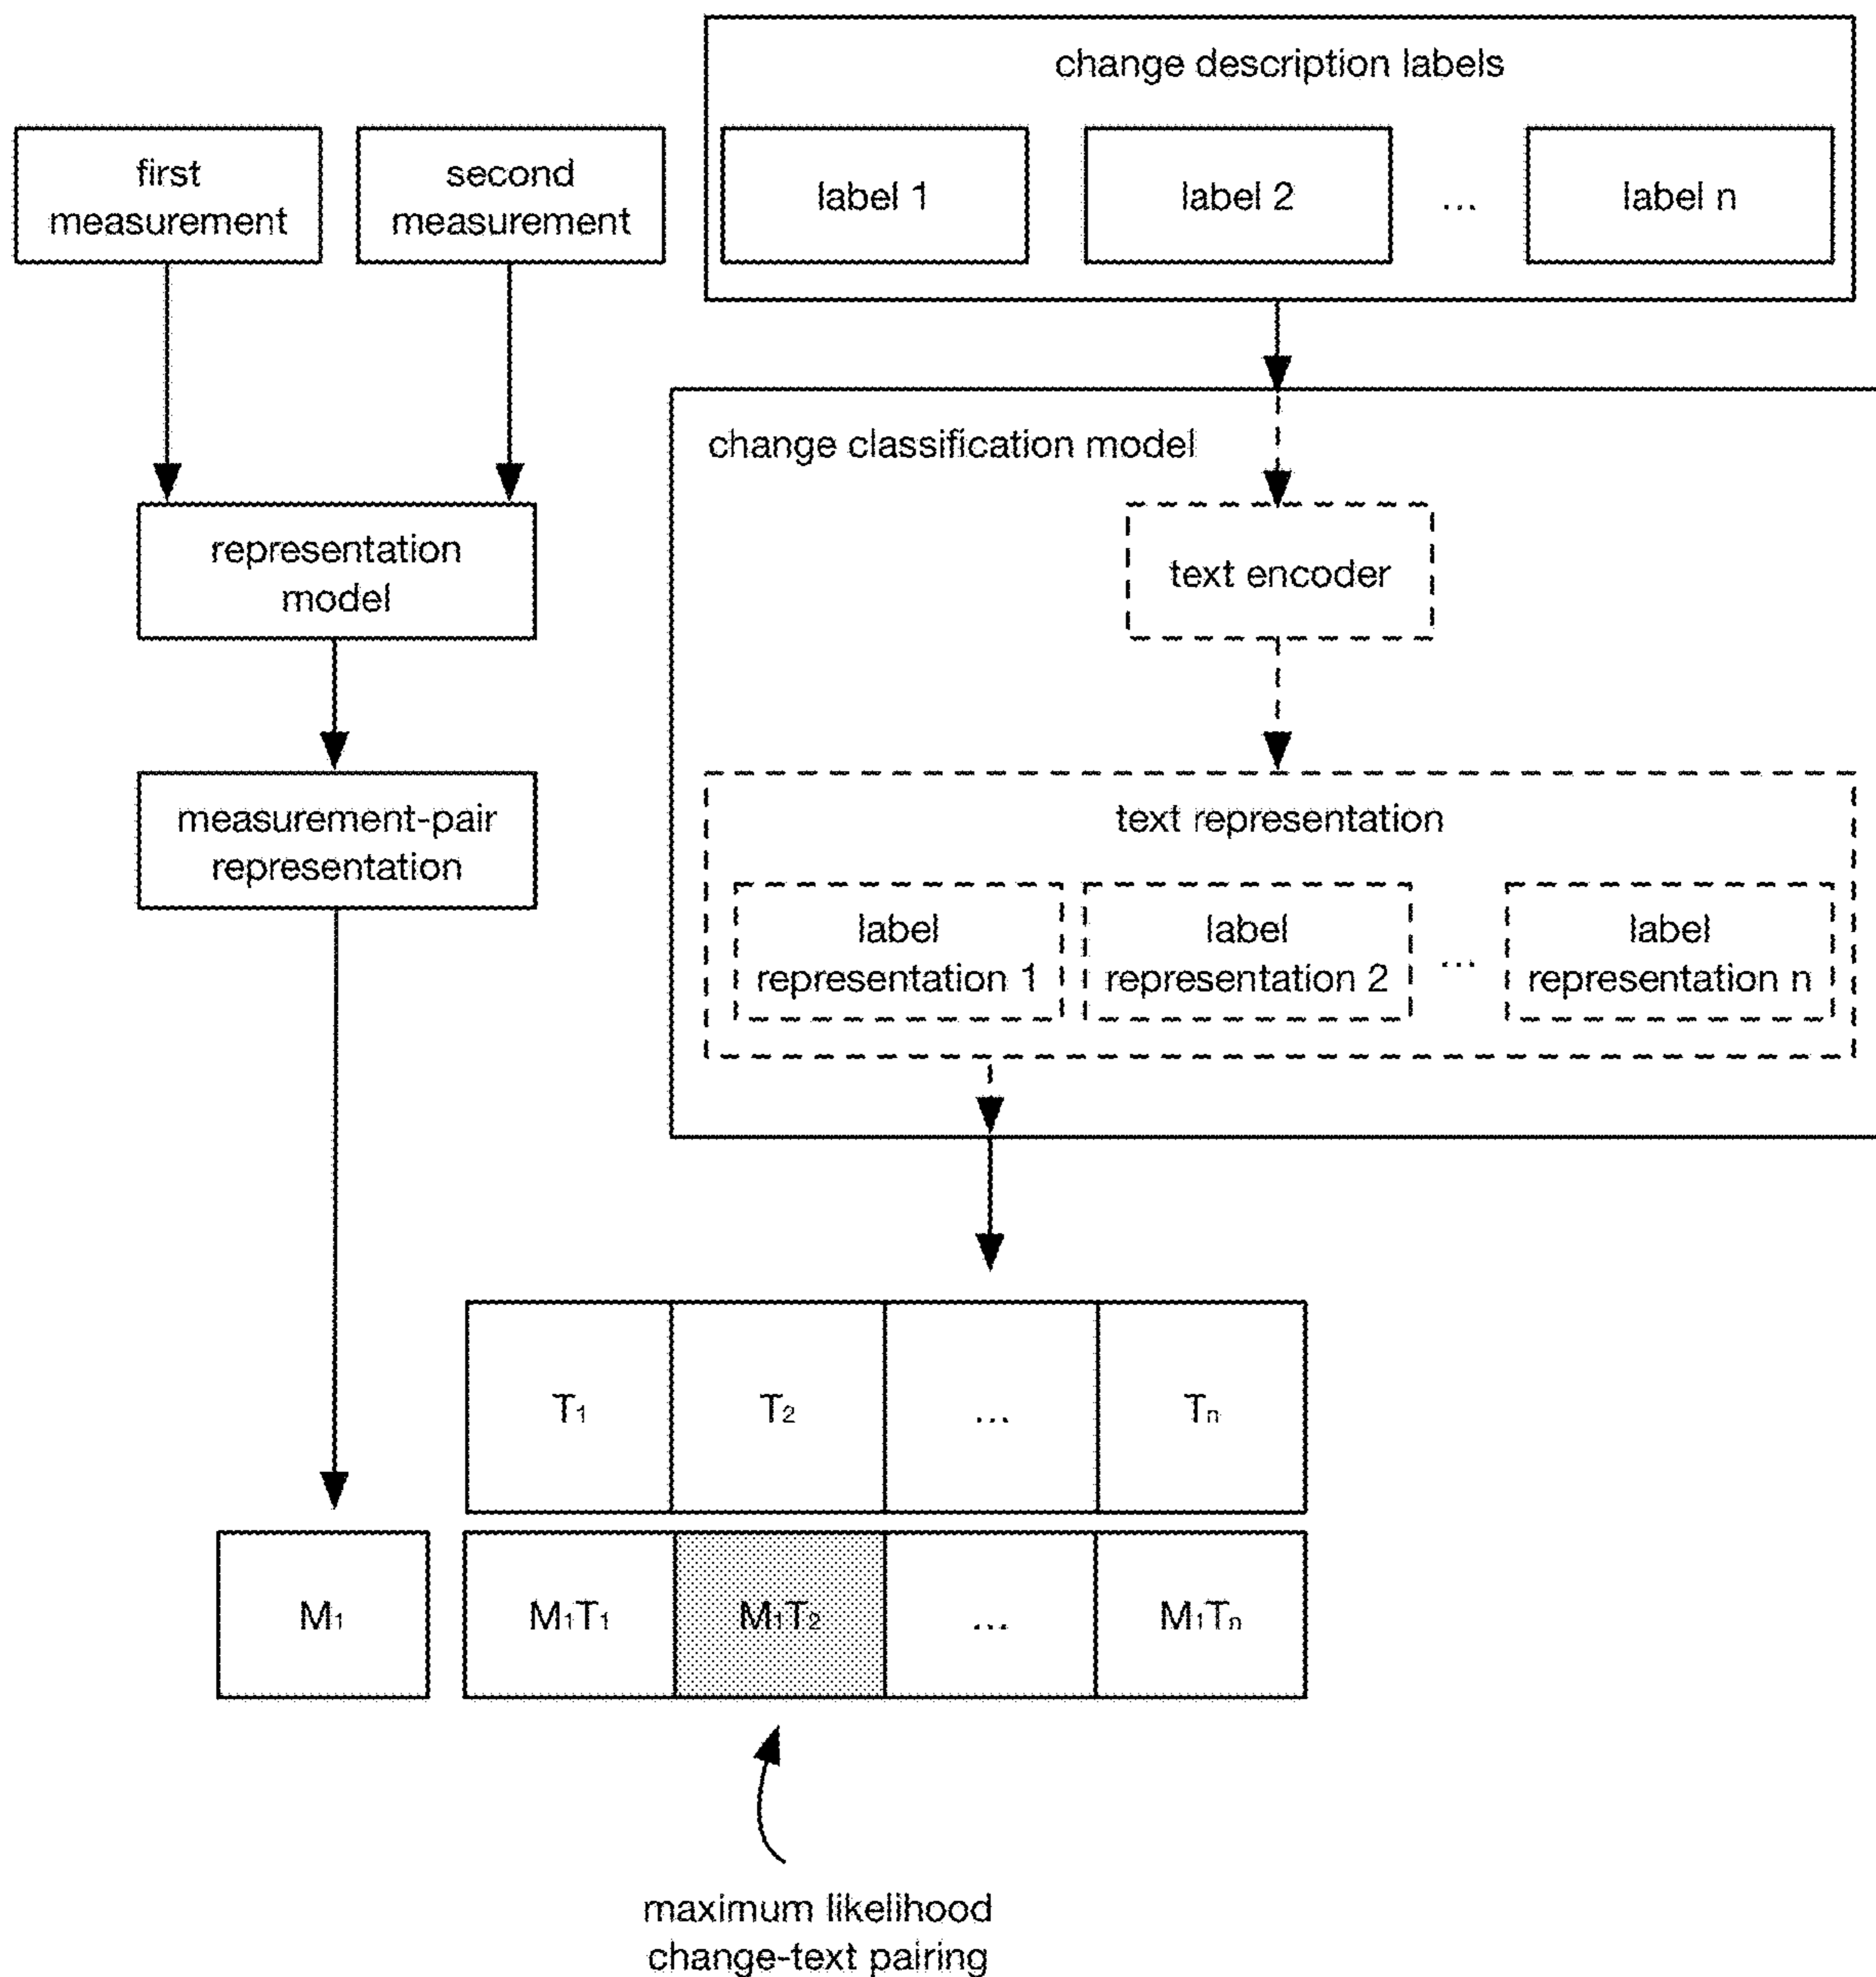 change description labels
first
measurement
second
measurement
label 1
label 2
...
label n
change classification model
representation
model
text encoder
measurement-pair
representation
text representation
label
representation 1
label
representation 2
...
label
representation n
T₁
T₂
...
Tₙ
M₁
M₁T₁
M₁T₂
...
M₁Tₙ
maximum likelihood
change-text pairing